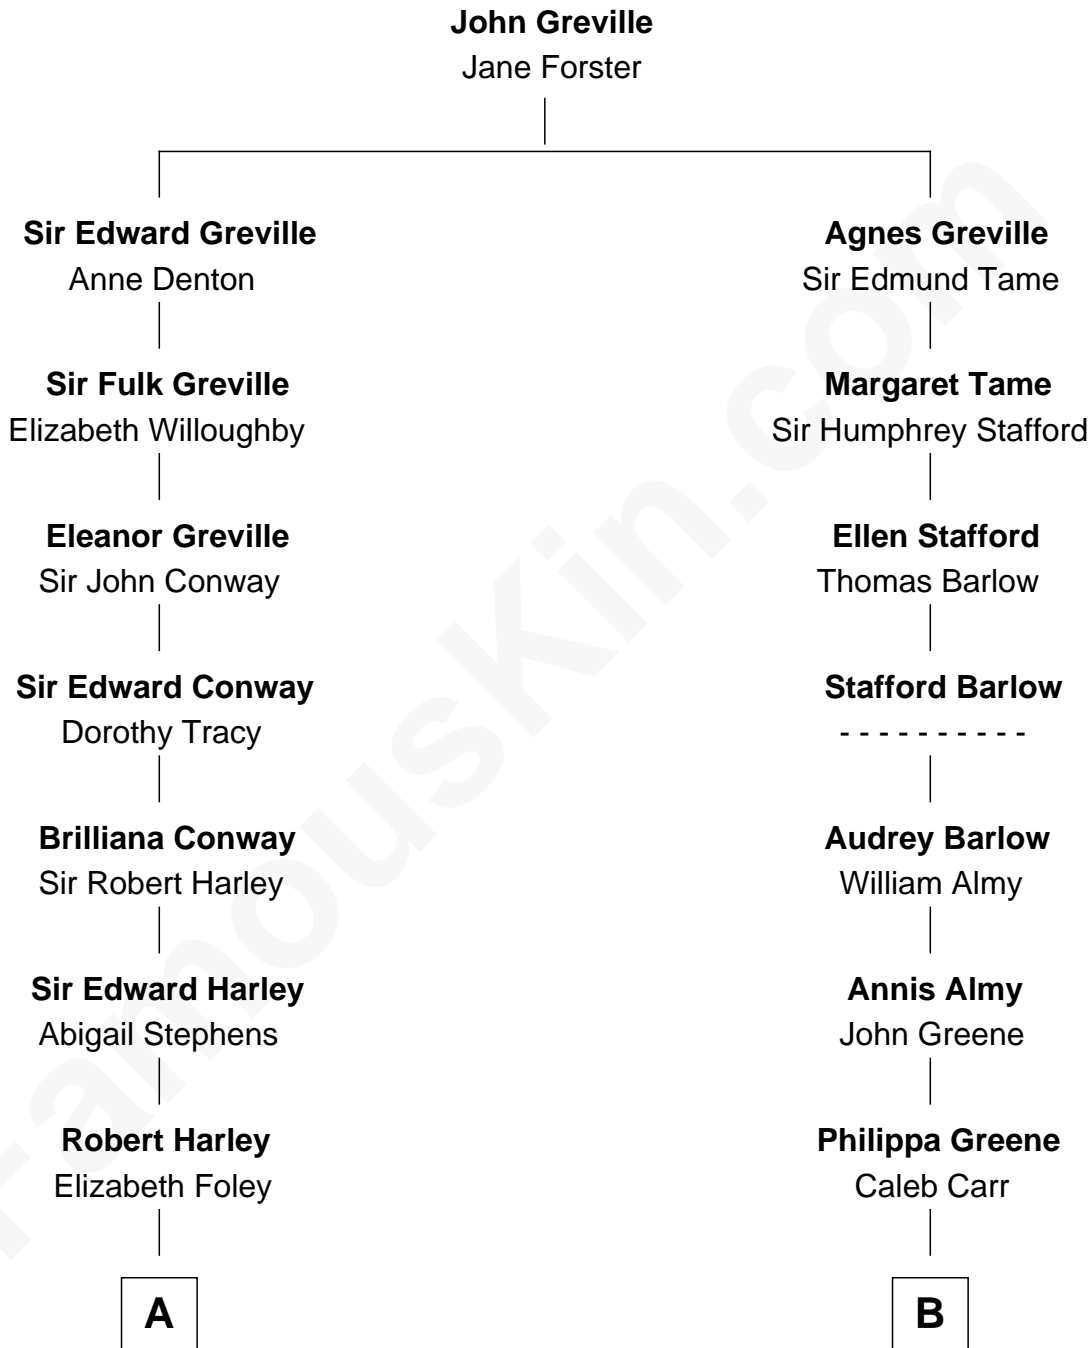 John Greville
Jane Forster
Sir Edward Greville
Anne Denton
Sir Fulk Greville
Elizabeth Willoughby
Eleanor Greville
Sir John Conway
Sir Edward Conway
Dorothy Tracy
Brilliana Conway
Sir Robert Harley
Sir Edward Harley
Abigail Stephens
Robert Harley
Elizabeth Foley
A
Agnes Greville
Sir Edmund Tame
Margaret Tame
Sir Humphrey Stafford
Ellen Stafford
Thomas Barlow
Stafford Barlow
- - - - - - - - - -
Audrey Barlow
William Almy
Annis Almy
John Greene
Philippa Greene
Caleb Carr
B
FamousKin.com